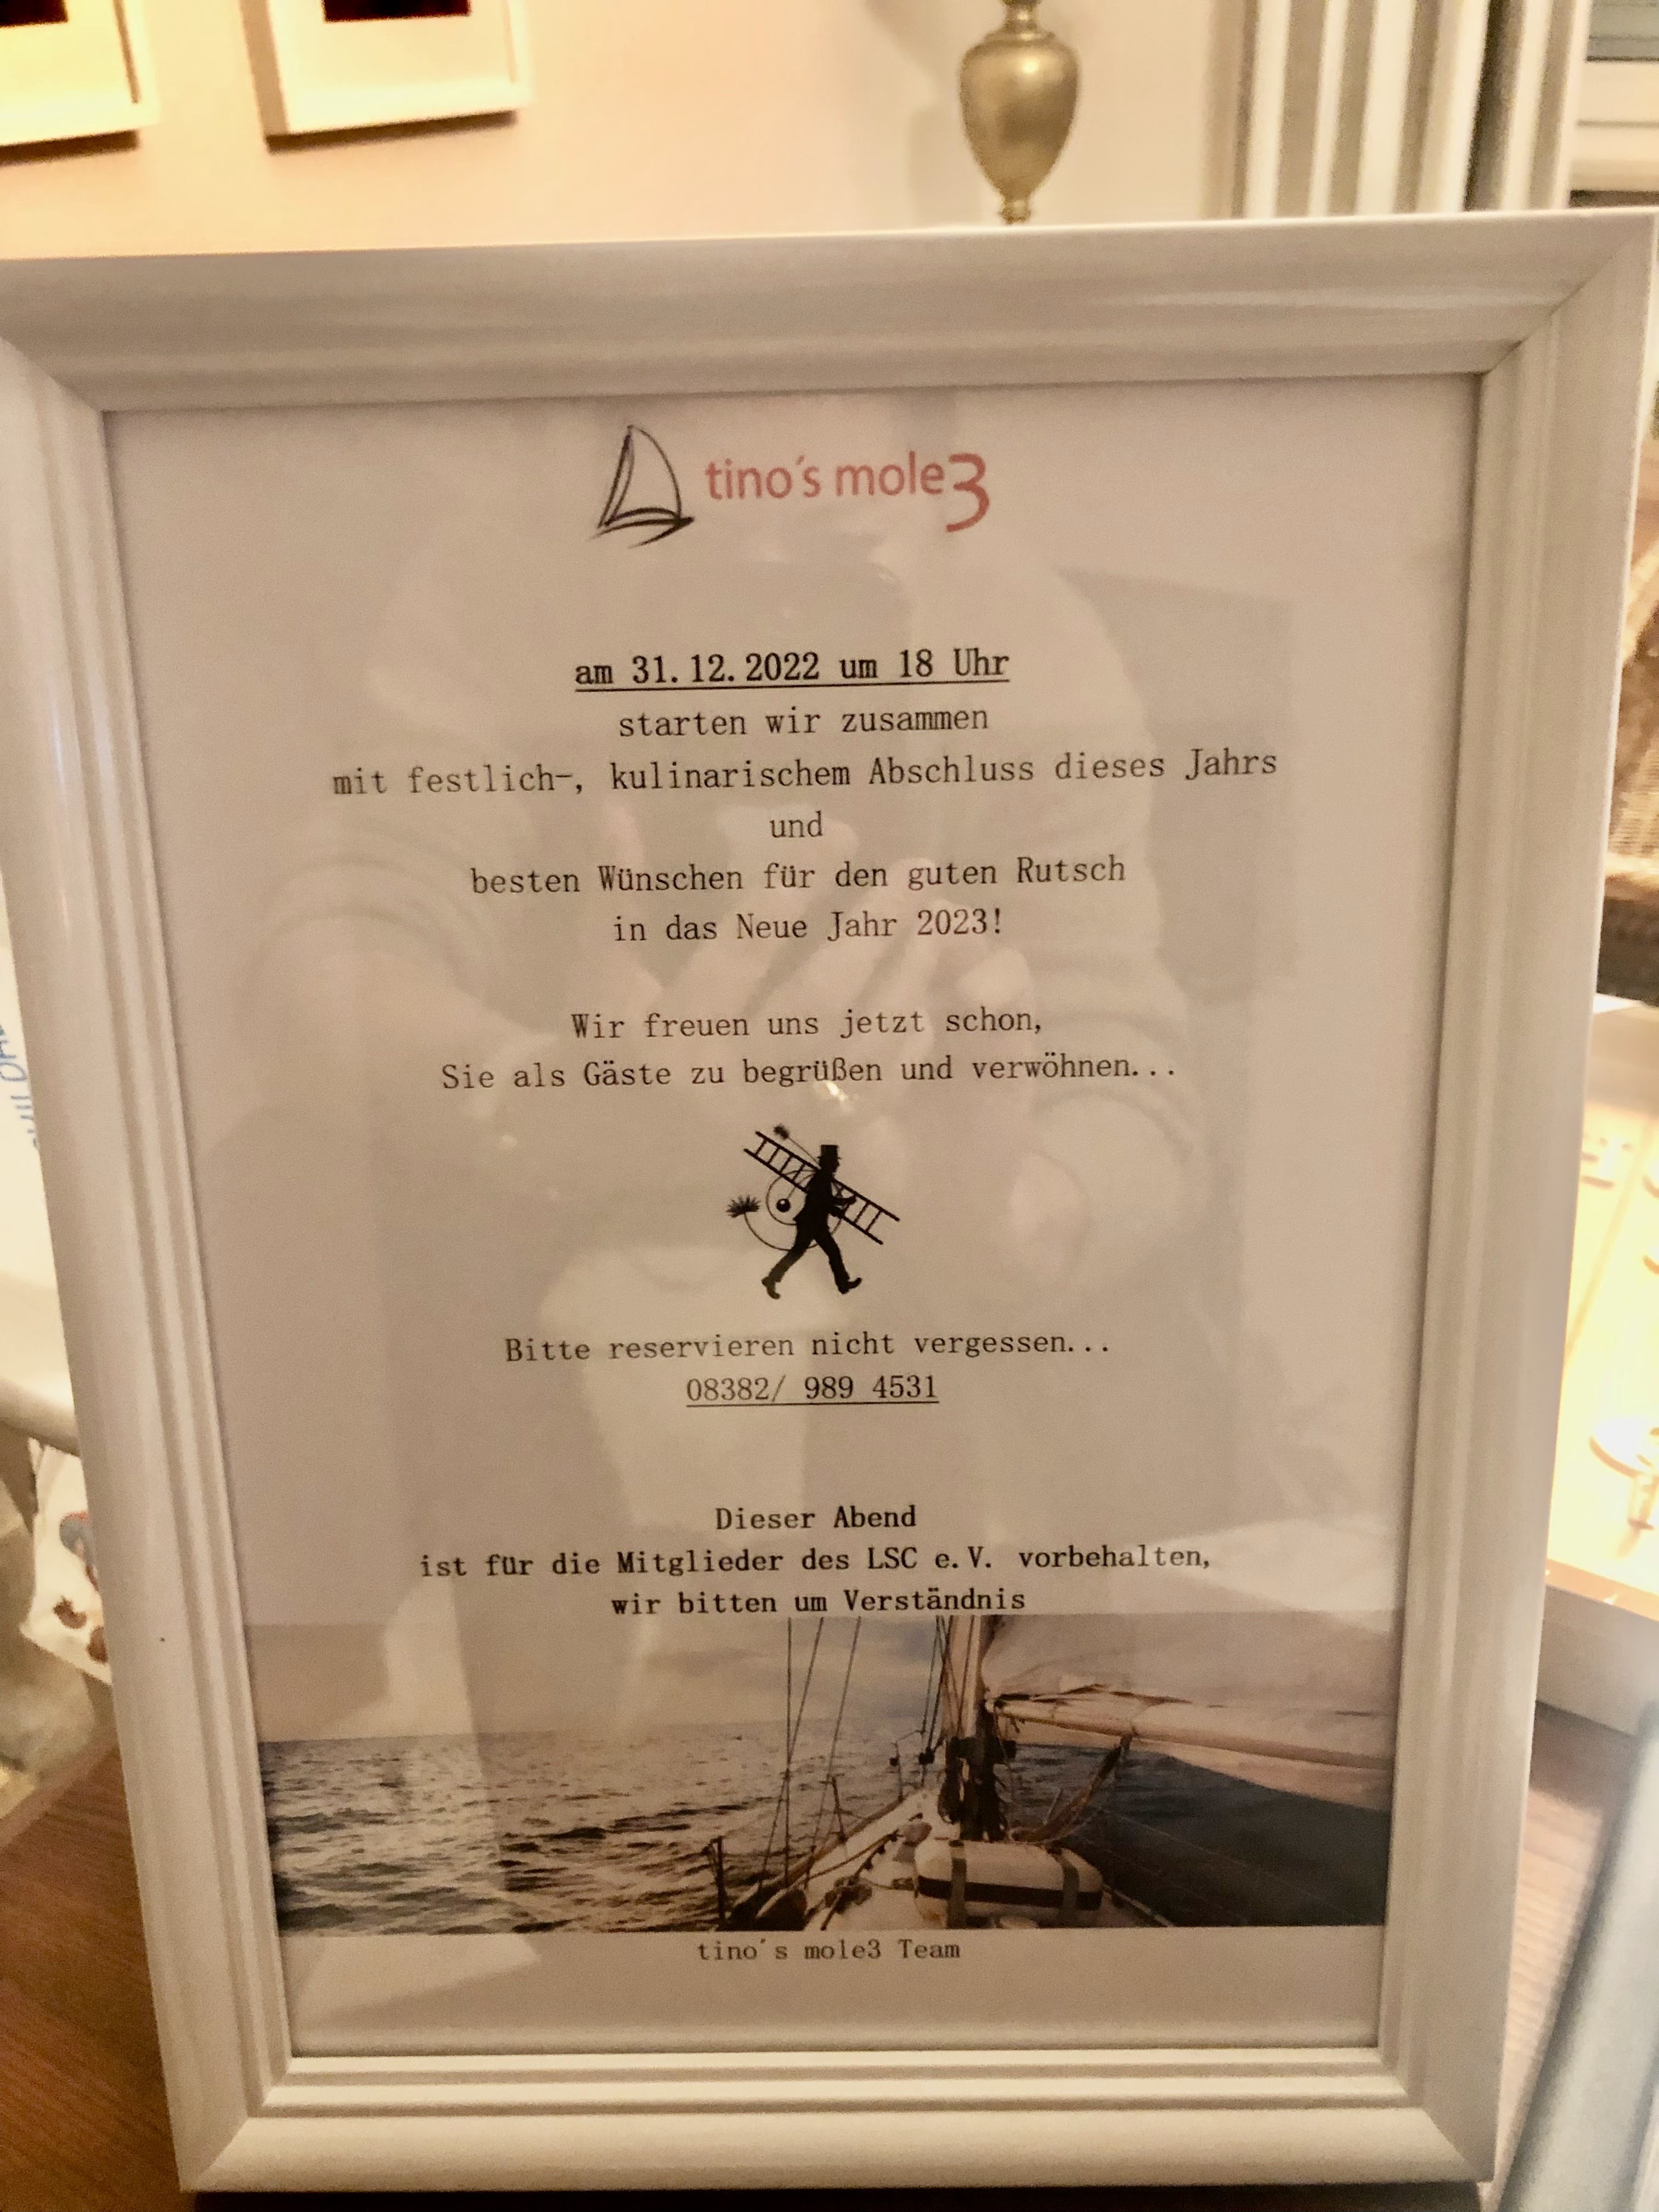 tino´s mole3
am 31.12.2022 um 18 Uhr
starten wir zusammen
mit festlich-, kulinarischem Abschluss dieses Jahrs
und
besten Wünschen für den guten Rutsch
in das Neue Jahr 2023!
Wir freuen uns jetzt schon,
Sie als Gäste zu begrüßen und verwöhnen...
Bitte reservieren nicht vergessen...
08382/ 989 4531
Dieser Abend
ist für die Mitglieder des LSC e.V. vorbehalten,
wir bitten um Verständnis
tino´s mole3 Team